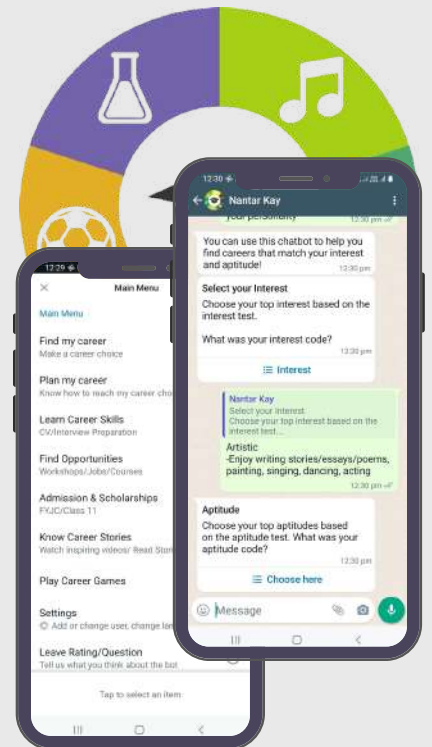 12:30
Nantar Kay
your personality
12:30 pm
You can use this chatbot to help you
find careers that match your interest
and aptitude!
12:30 pm
Select your Interest
Choose your top interest based on the
interest test.
What was your interest code?
12:30 pm
Interest
Nantar Kay
Select your Interest
Choose your top interest based on the
interest test...
Artistic
-Enjoy writing stories/essays/poems,
painting, singing, dancing, acting
12:30 pm
Aptitude
Choose your top aptitudes based
on the aptitude test. What was your
aptitude code?
12:30 pm
Choose here
Message
12:29
Main Menu
Main Menu
Find my career
Make a career choice
Plan my career
Know how to reach my career
Learn Career Skills
CV/Interview Preparation
Find Opportunities
Workshops/Jobs/Courses
Admission & Scholarships
FYJC/Class 11
Know Career Stories
Watch inspiring videos/ Read
Play Career Games
Settings
Add or change user, change
Leave Rating/Question
Tell us what you think about the bot
Tap to select an item